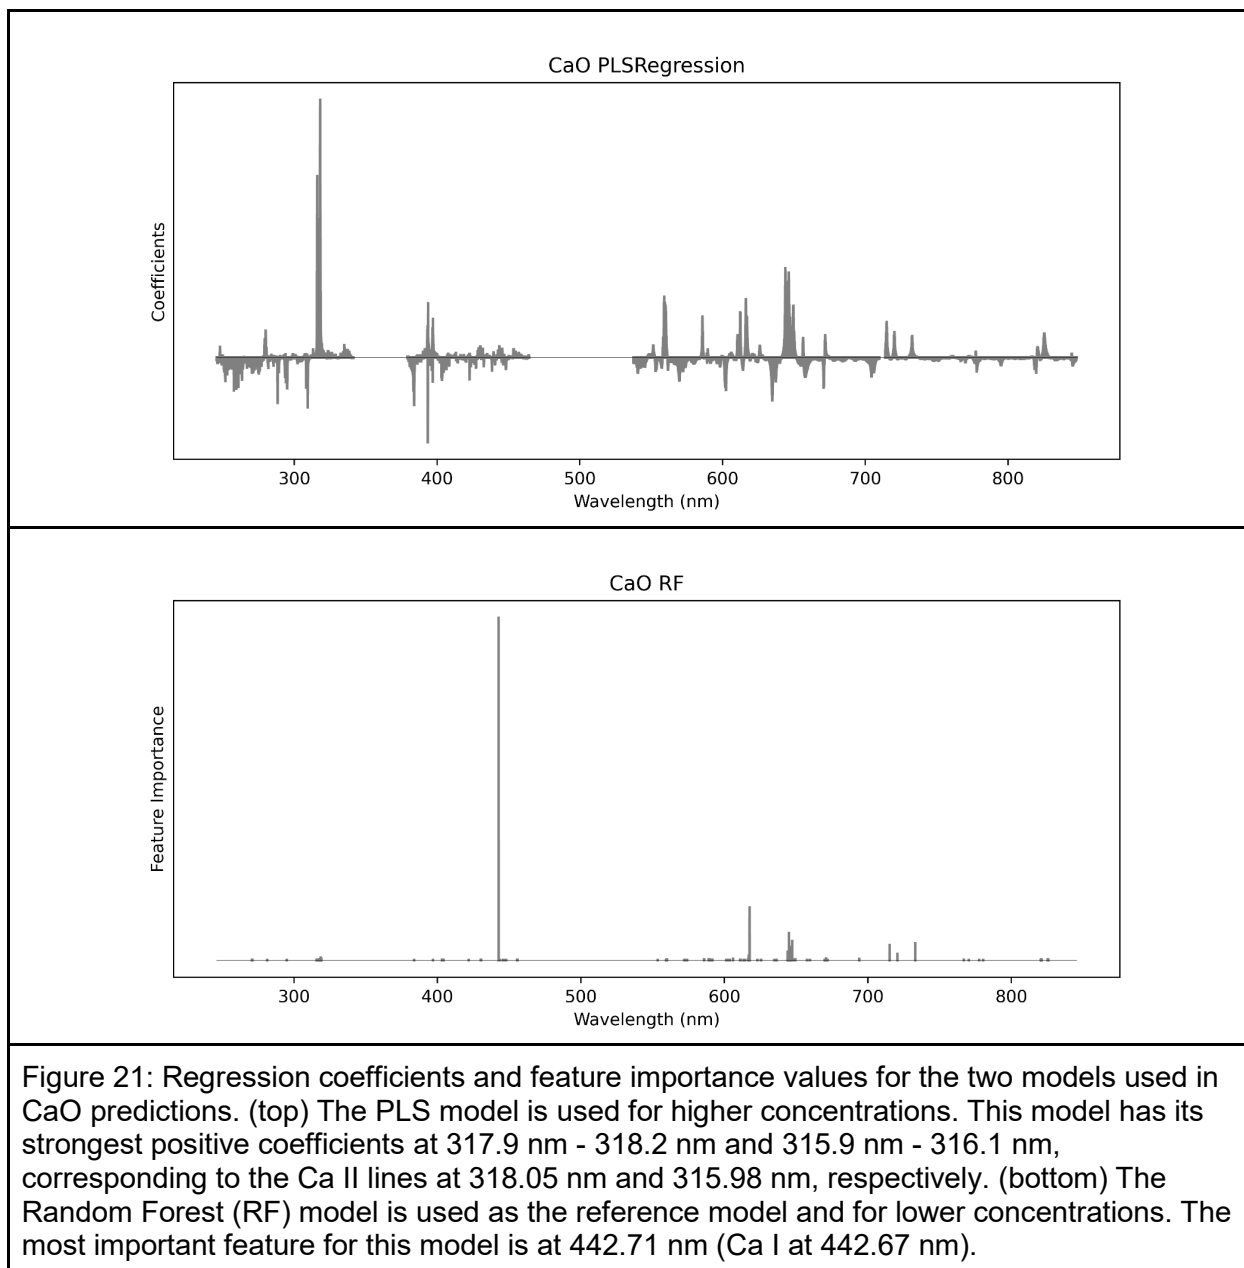 CaO PLSRegression
Coefficients
300 400 500 600 700 800
Wavelength (nm)
CaO RF
Feature Importance
300 400 500 600 700 800
Wavelength (nm)
Figure 21: Regression coefficients and feature importance values for the two models used in
CaO predictions. (top) The PLS model is used for higher concentrations. This model has its
strongest positive coefficients at 317.9 nm - 318.2 nm and 315.9 nm - 316.1 nm,
corresponding to the Ca II lines at 318.05 nm and 315.98 nm, respectively. (bottom) The
Random Forest (RF) model is used as the reference model and for lower concentrations. The
most important feature for this model is at 442.71 nm (Ca I at 442.67 nm).